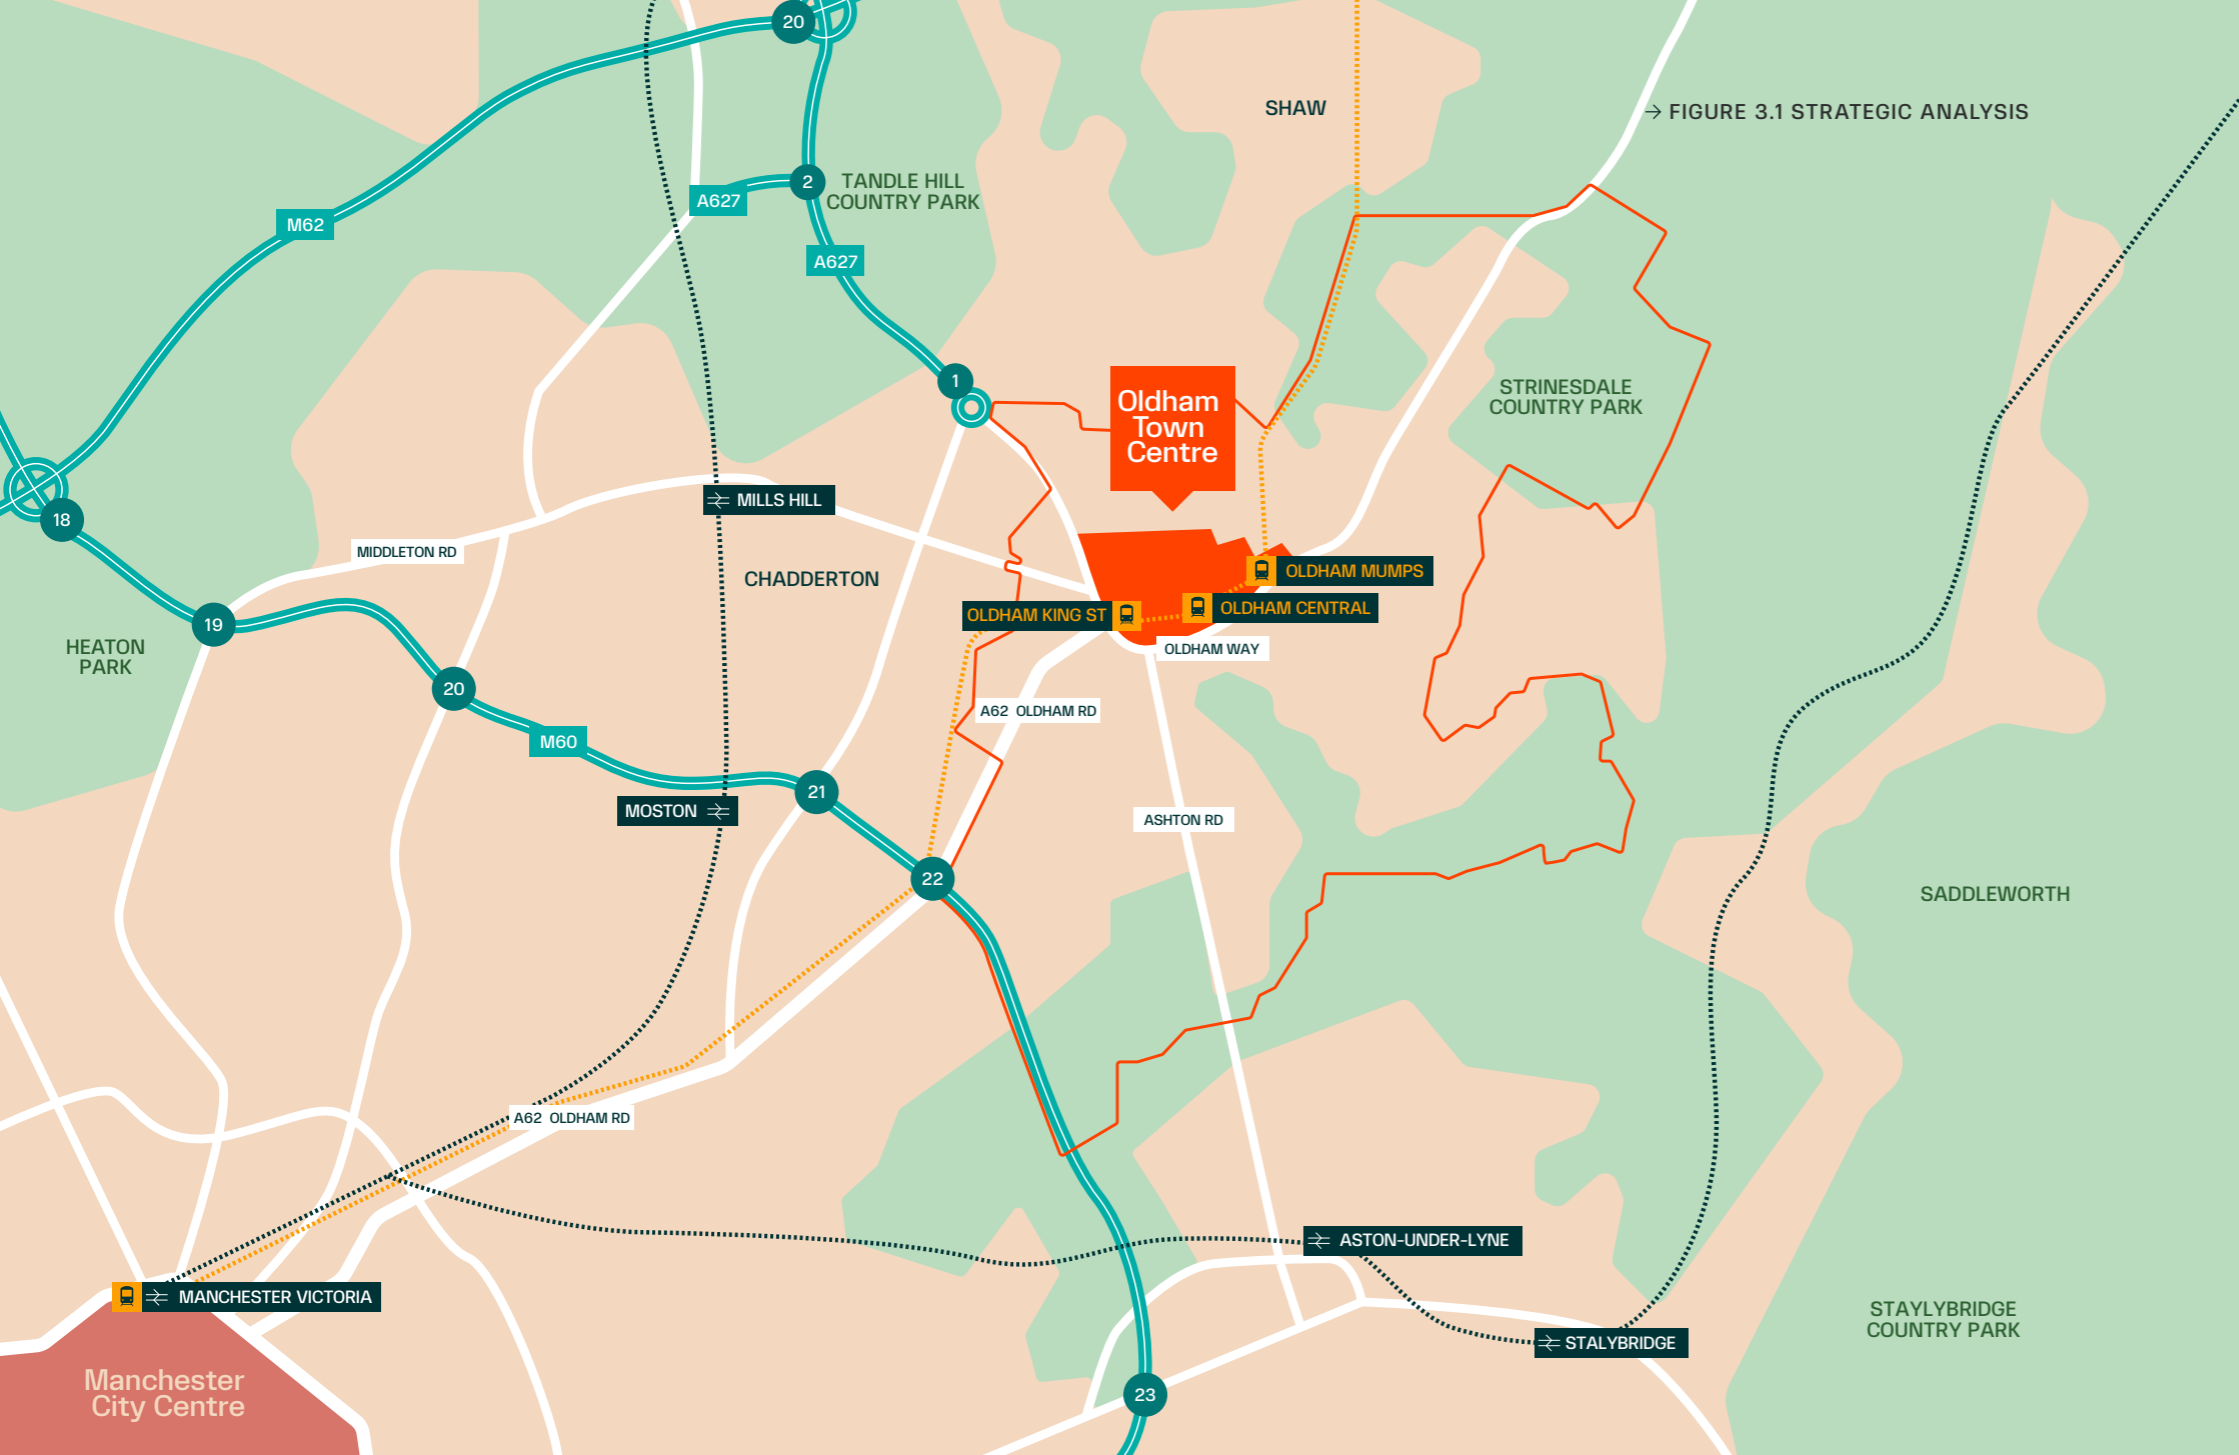 20
SHAW
→ FIGURE 3.1 STRATEGIC ANALYSIS
2
TANDLE HILL
COUNTRY PARK
A627
M62
A627
1
Oldham
Town
Centre
STRINESDALE
COUNTRY PARK
MILLS HILL
18
MIDDLETON RD
CHADDERTON
OLDHAM MUMPS
OLDHAM CENTRAL
OLDHAM KING ST
19
HEATON
PARK
OLDHAM WAY
20
A62 OLDHAM RD
M60
21
MOSTON
ASHTON RD
22
SADDLEWORTH
A62 OLDHAM RD
ASTON-UNDER-LYNE
MANCHESTER VICTORIA
STAYLYBRIDGE
COUNTRY PARK
STALYBRIDGE
Manchester
City Centre
23